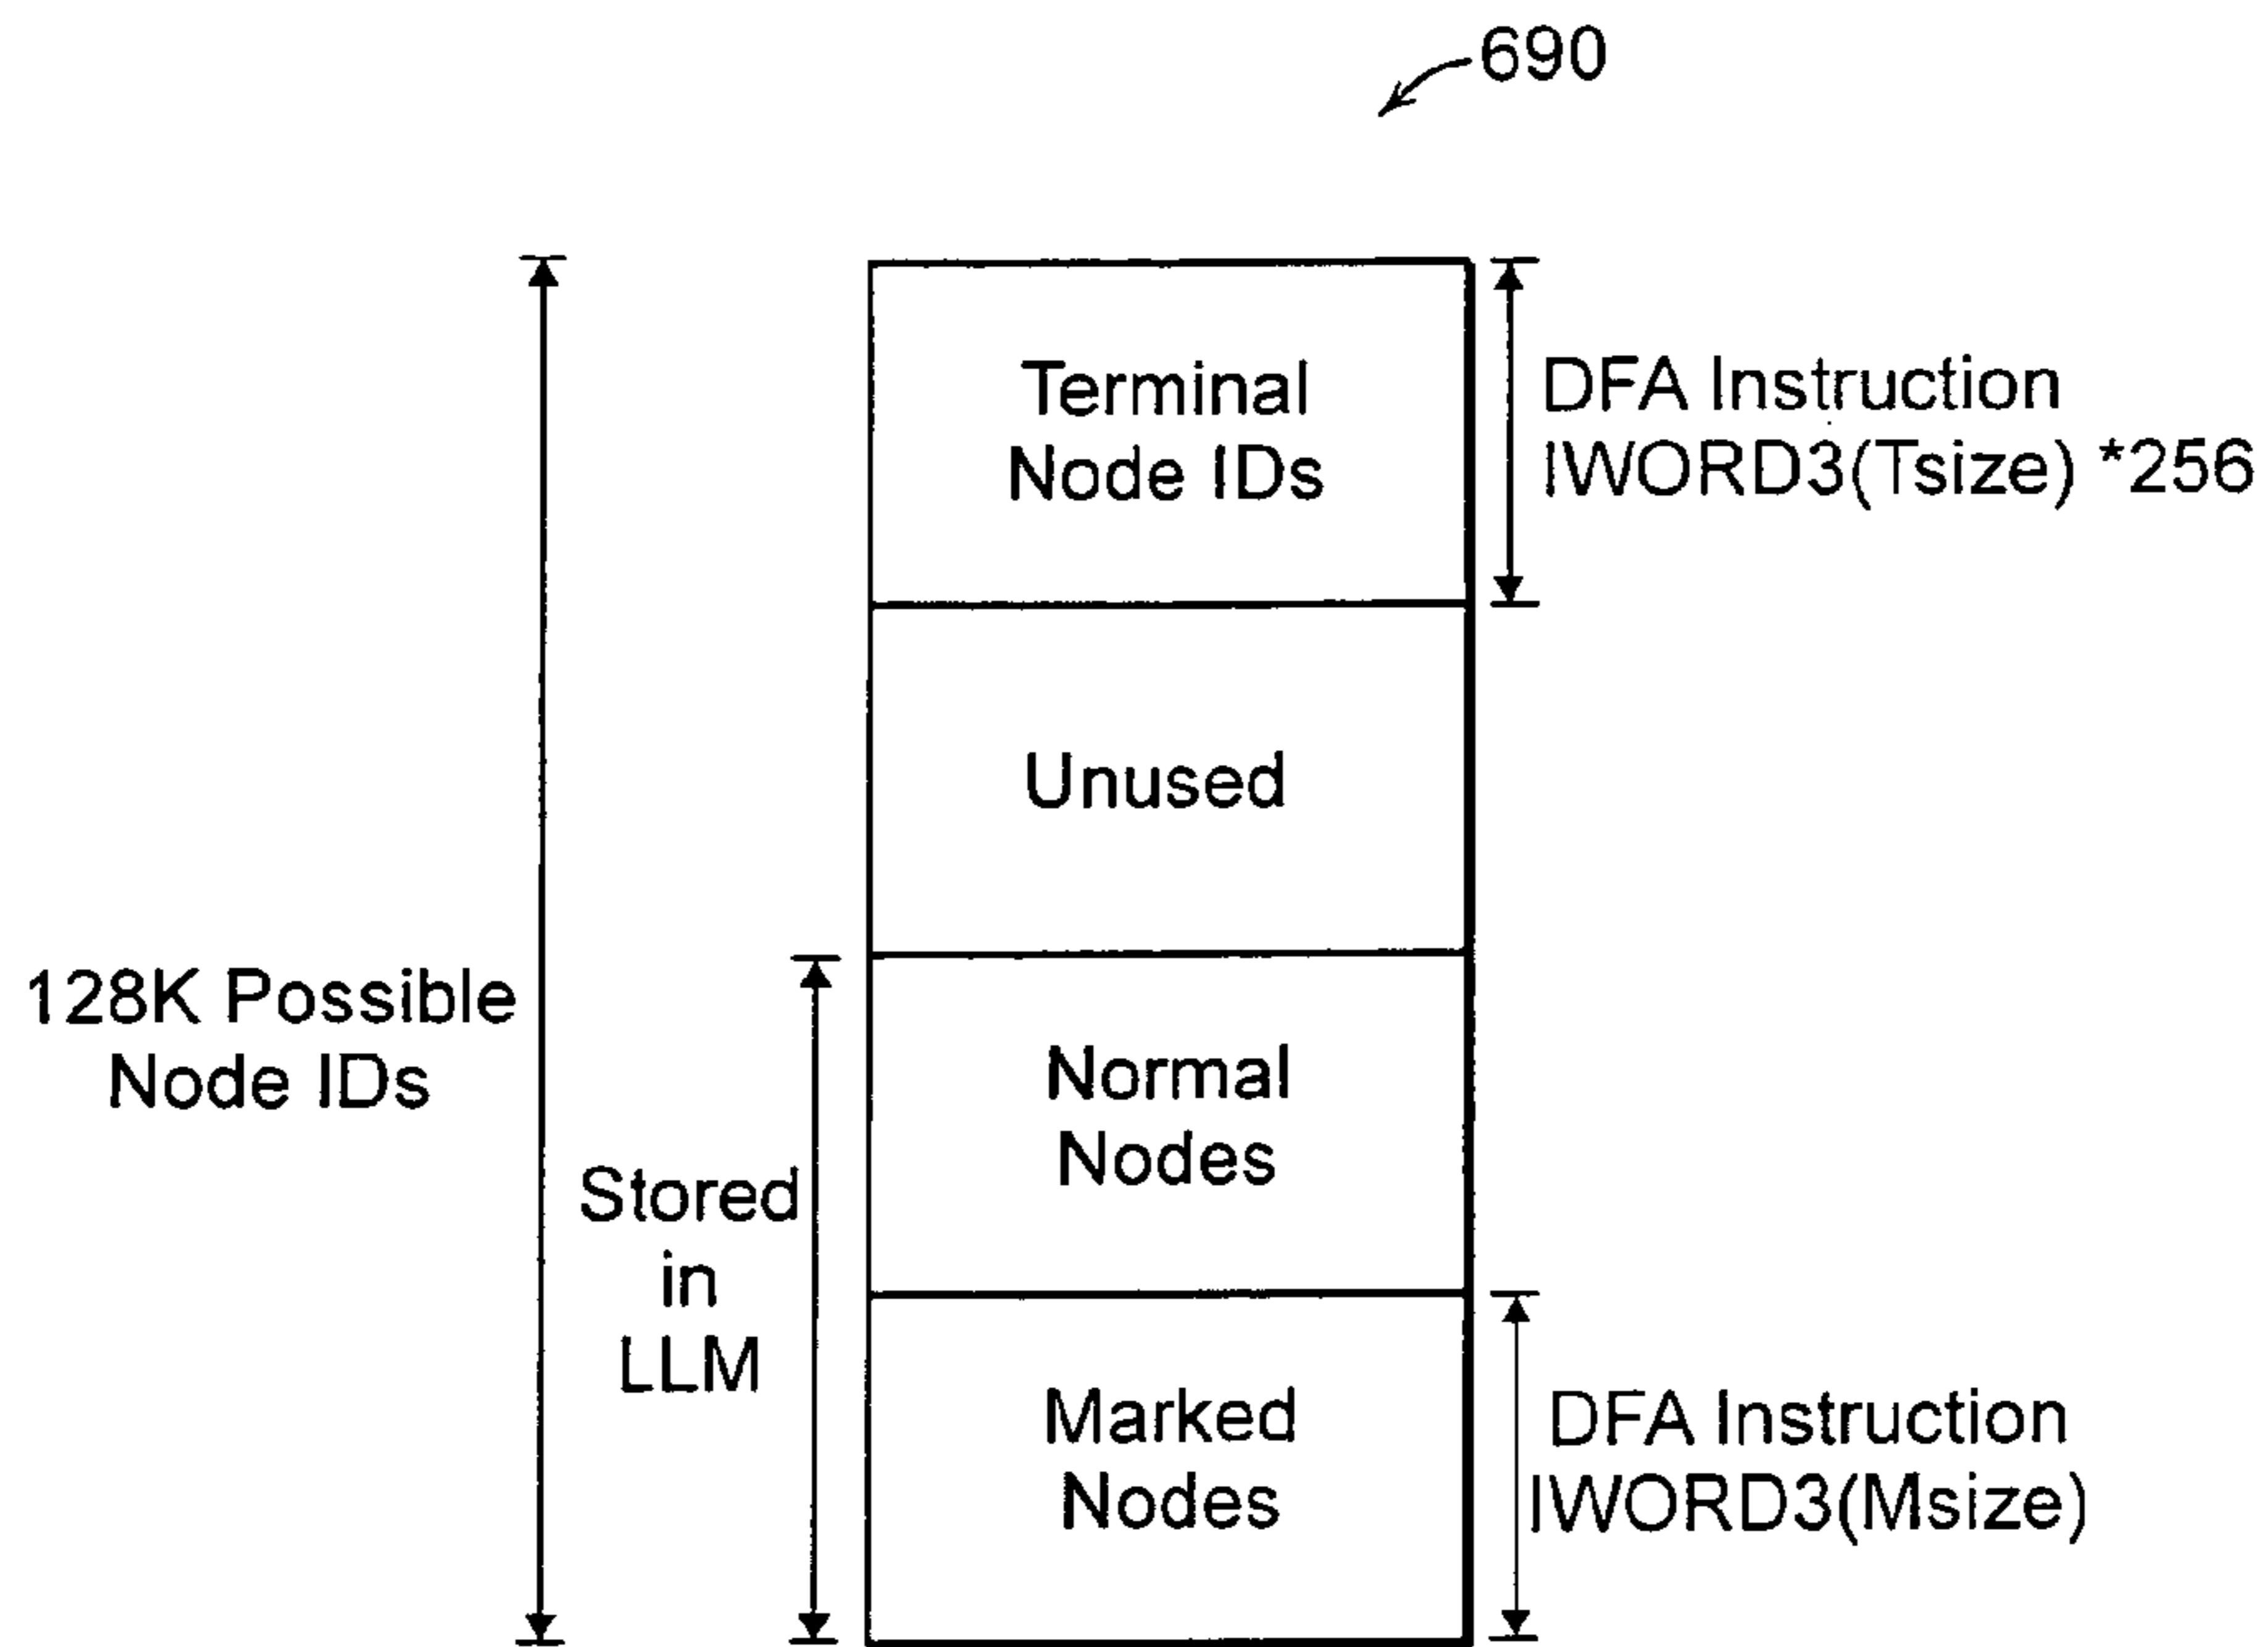 690
Terminal
Node IDs
DFA Instruction
IWORD3(Tsize) *256
Unused
128K Possible
Node IDs
Stored
in
LLM
Normal
Nodes
Marked
Nodes
DFA Instruction
IWORD3(Msize)